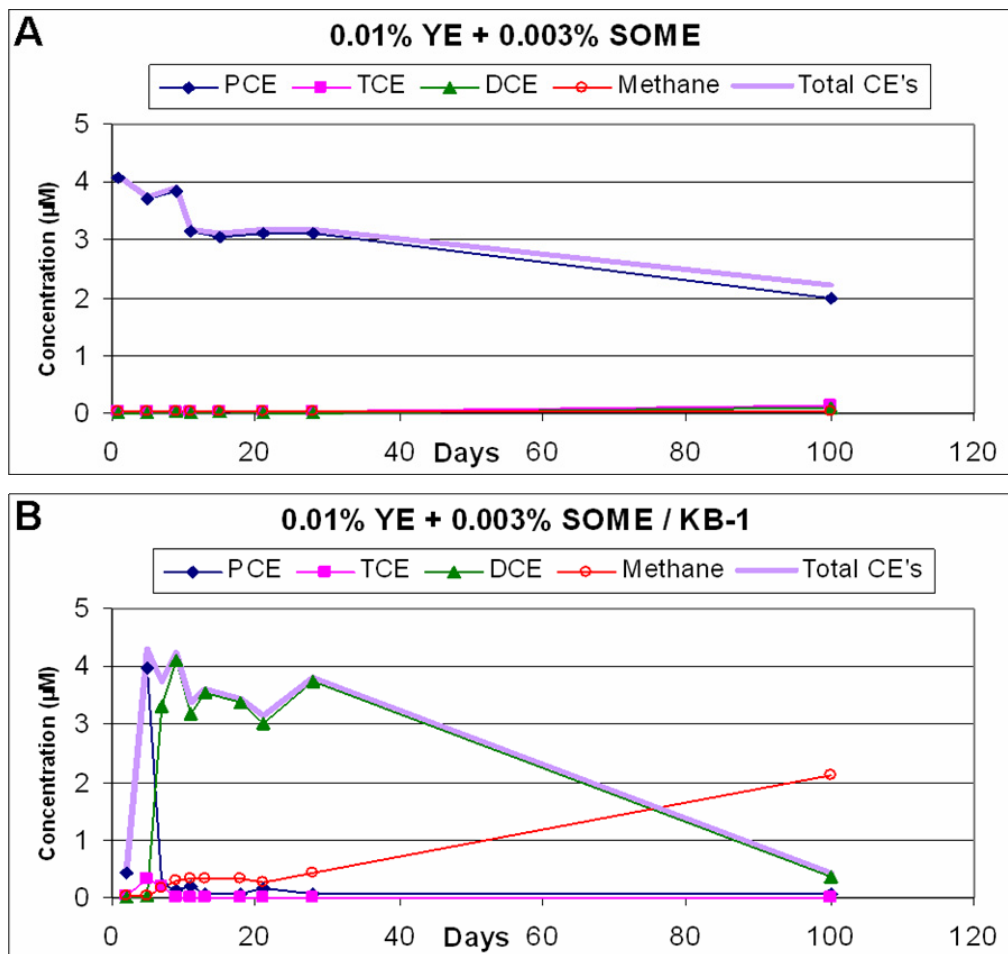 A
0.01% YE + 0.003% SOME
PCE TCE DCE Methane Total CE's
5
4
3
2
1
0
Concentration (µM)
0 20 40 60 80 100 120
Days
B
0.01% YE + 0.003% SOME / KB-1
PCE TCE DCE Methane Total CE's
5
4
3
2
1
0
Concentration (µM)
0 20 40 60 80 100 120
Days